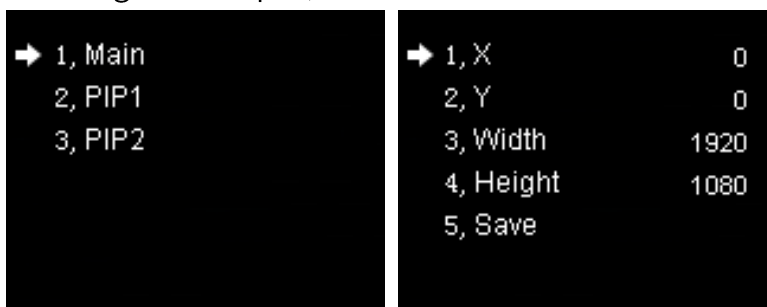 1, Main
2, PIP1
3, PIP2
1, X 0
2, Y 0
3, Width 1920
4, Height 1080
5, Save